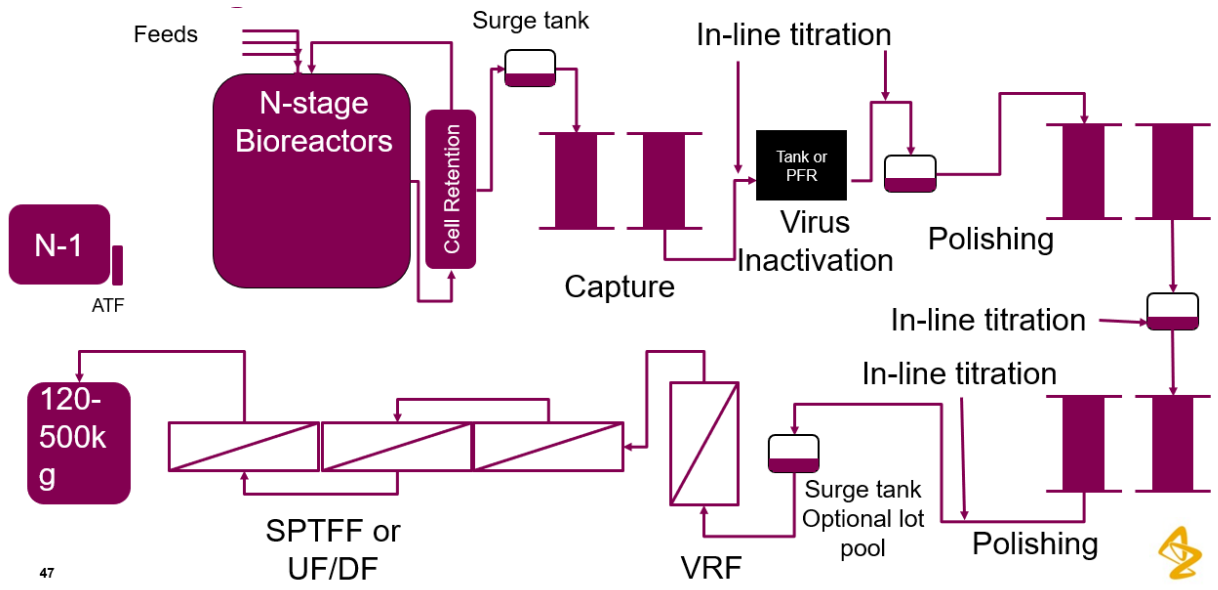 Feeds
Surge tank
In-line titration
N-stage
Bioreactors
Cell Retention
Tank or
PFR
N-1
ATF
Capture
Virus
Inactivation
Polishing
In-line titration
In-line titration
120-
500k
g
SPTFF or
UF/DF
VRF
Surge tank
Optional lot
pool
Polishing
47